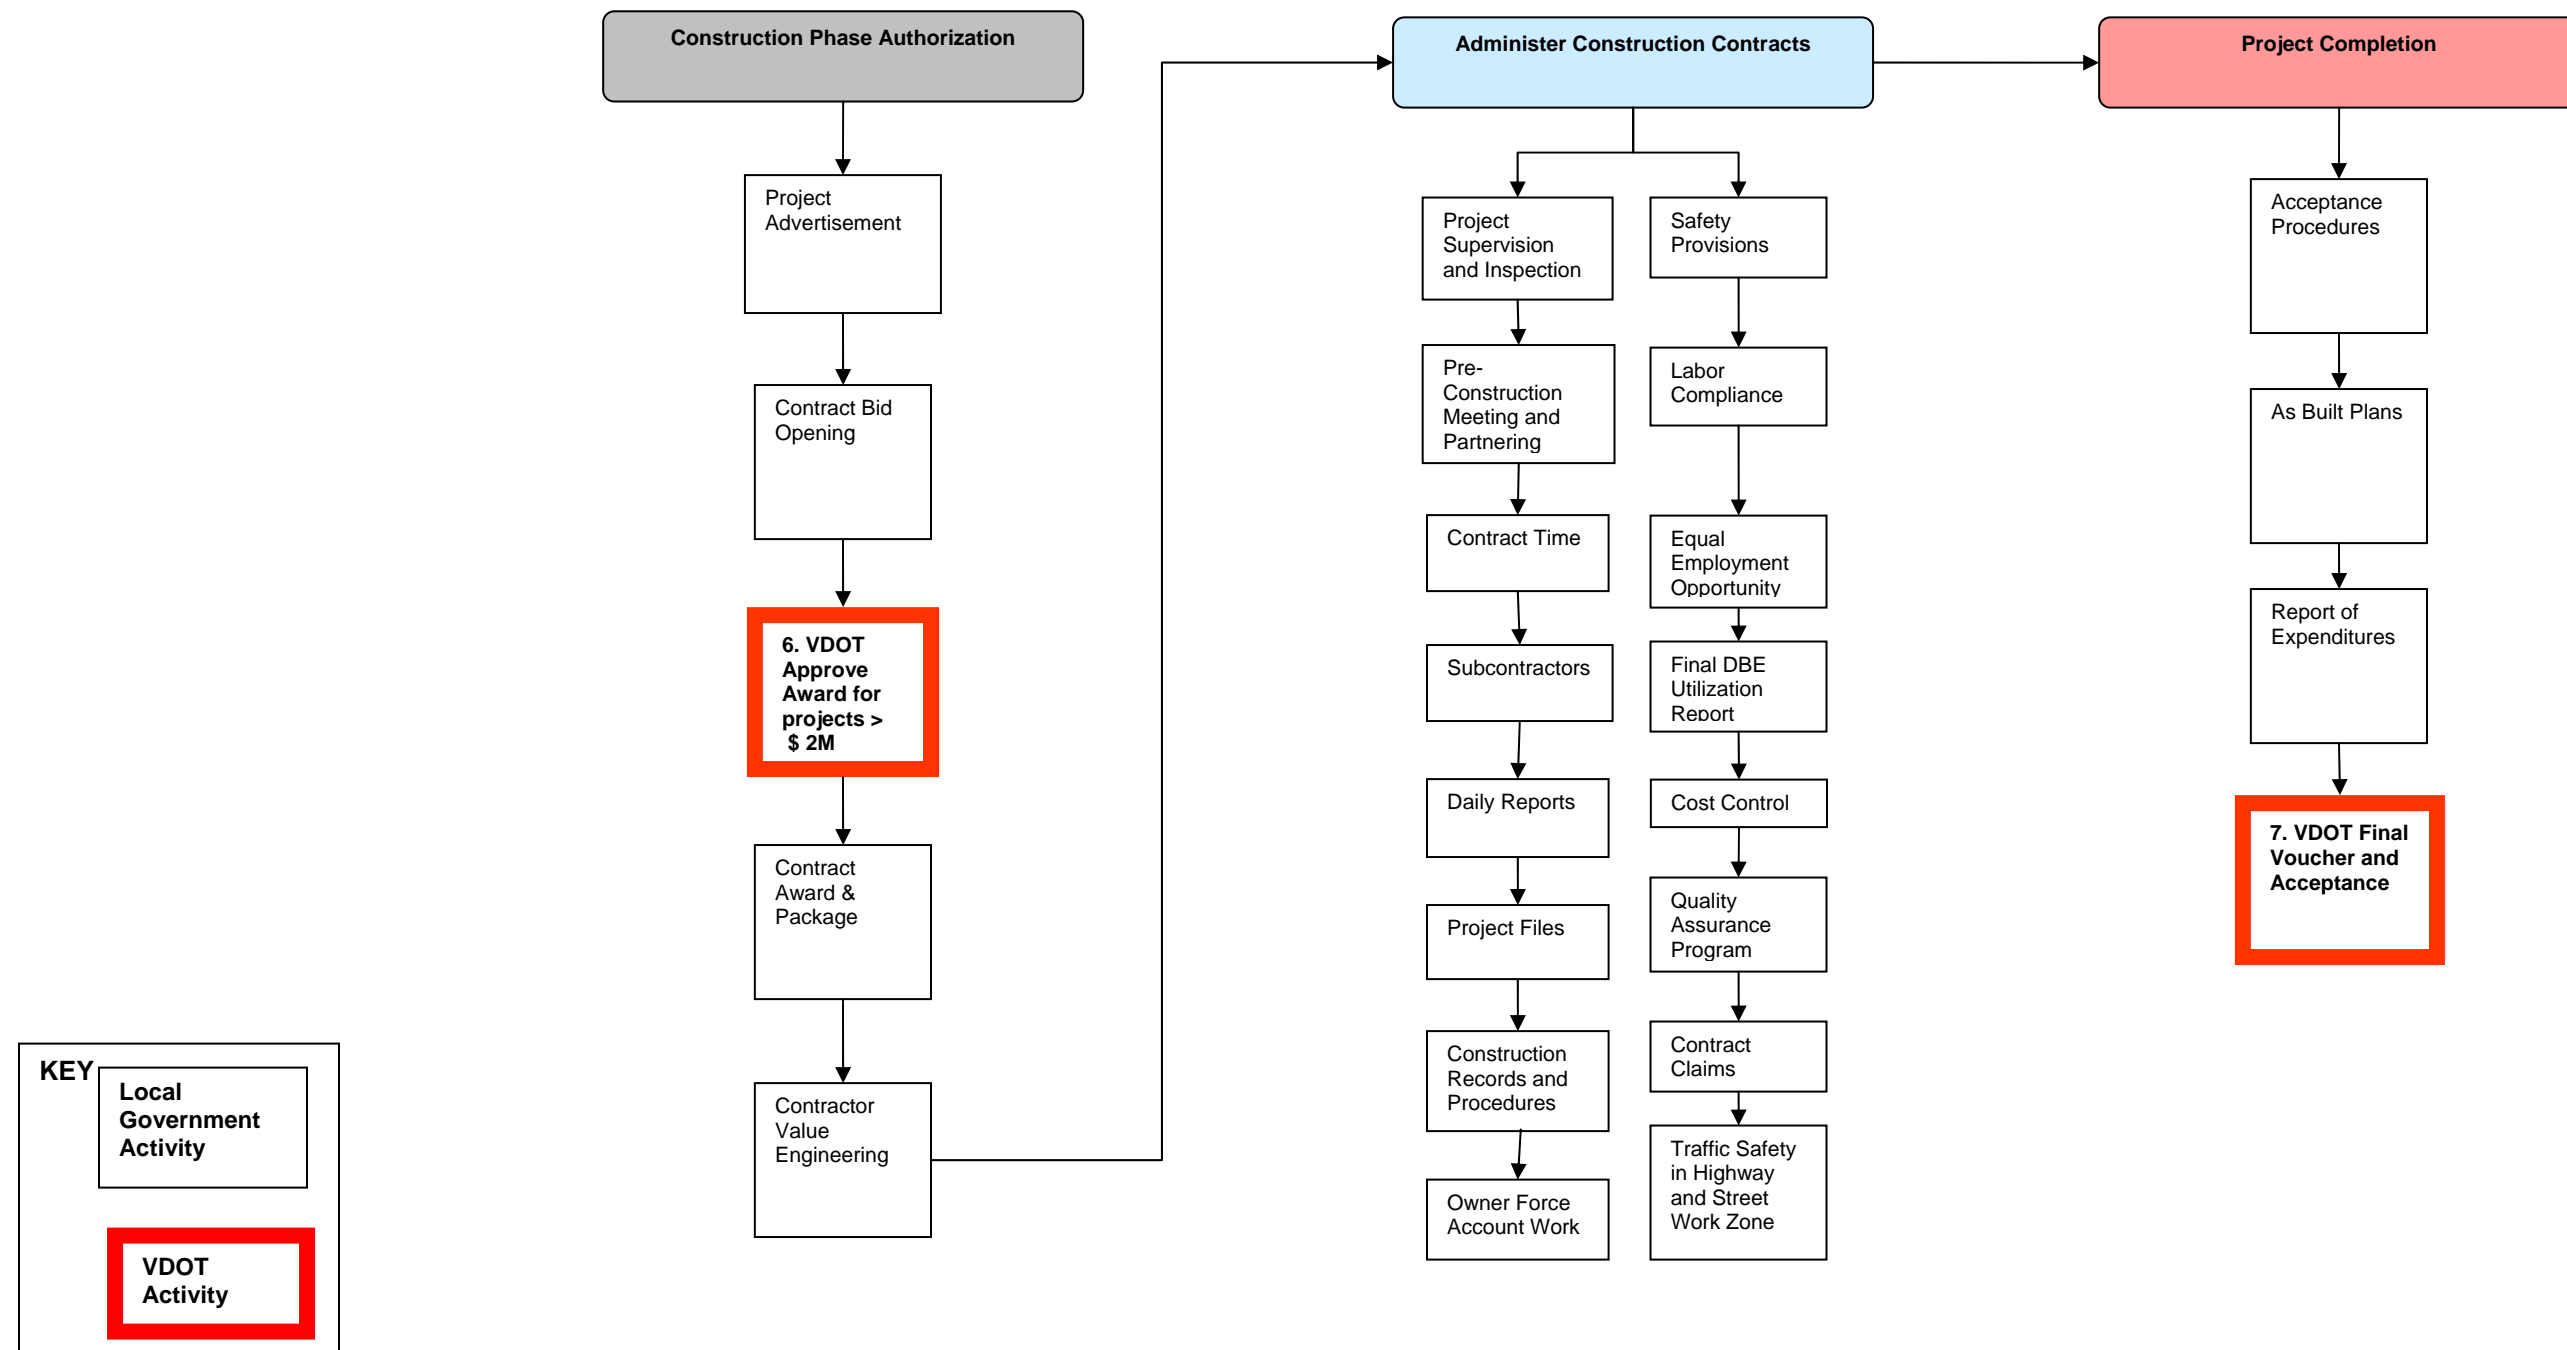 Construction Phase Authorization
Project
Advertisement
Contract Bid
Opening
6. VDOT
Approve
Award for
projects >
$ 2M
Contract
Award &
Package
Contractor
Value
Engineering
Administer Construction Contracts
Project
Supervision
and Inspection
Pre-
Construction
Meeting and
Partnering
Contract Time
Subcontractors
Daily Reports
Project Files
Construction
Records and
Procedures
Owner Force
Account Work
Safety
Provisions
Labor
Compliance
Equal
Employment
Opportunity
Final DBE
Utilization
Report
Cost Control
Quality
Assurance
Program
Contract
Claims
Traffic Safety
in Highway
and Street
Work Zone
Project Completion
Acceptance
Procedures
As Built Plans
Report of
Expenditures
7. VDOT Final
Voucher and
Acceptance
KEY
Local
Government
Activity
VDOT
Activity